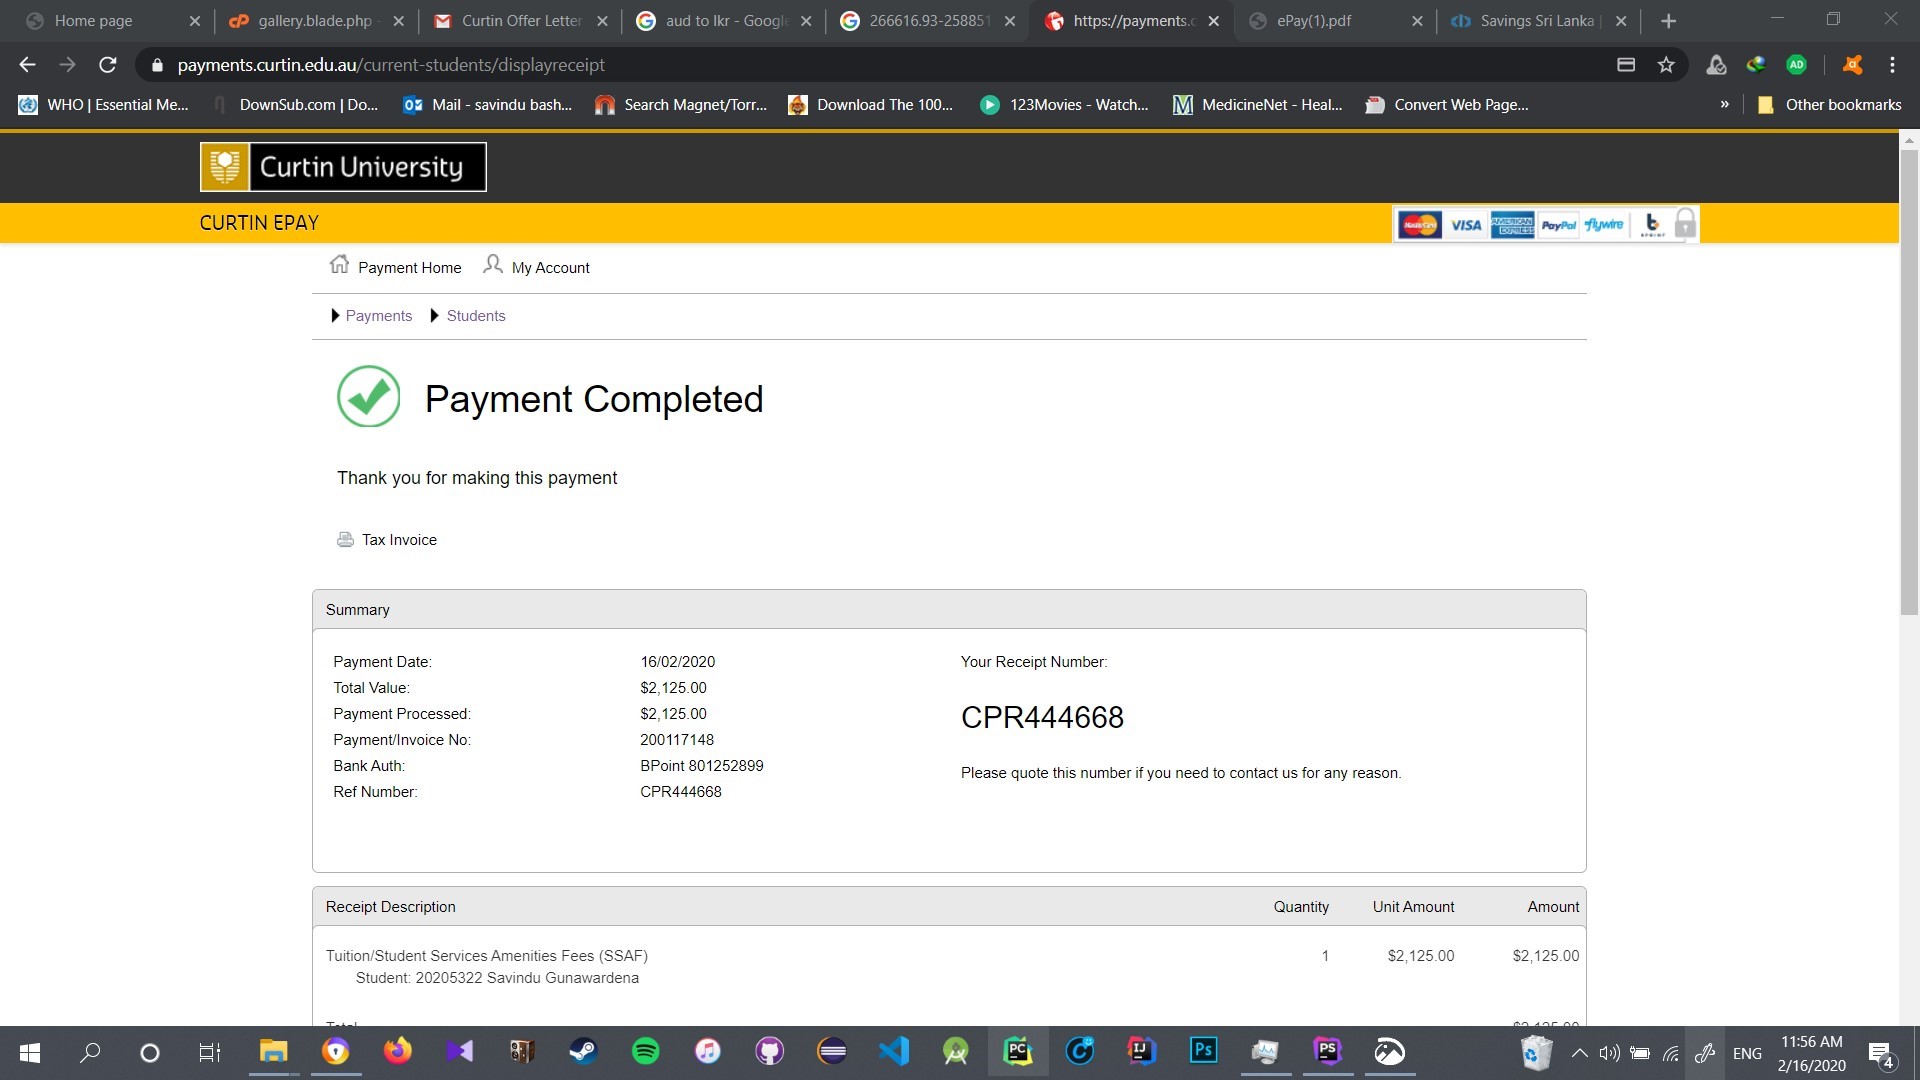 Home page
gallery.blade.php
Curtin Offer Letter
aud to lkr - Google
266616.93-258851
https://payments.c
ePay(1).pdf
Savings Sri Lanka |
payments.curtin.edu.au/current-students/displayreceipt
WHO | Essential Me...
DownSub.com | Do...
Mail - savindu bash...
Search Magnet/Torr...
Download The 100...
123Movies - Watch...
MedicineNet - Heal...
Convert Web Page...
»
Other bookmarks
Curtin University
CURTIN EPAY
MasterCard VISA AMERICAN EXPRESS PayPal flywire
Payment Home
My Account
Payments
Students
Payment Completed
Thank you for making this payment
Tax Invoice
Summary
Payment Date: 16/02/2020
Total Value: $2,125.00
Payment Processed: $2,125.00
Payment/Invoice No: 200117148
Bank Auth: BPoint 801252899
Ref Number: CPR444668
Your Receipt Number:
CPR444668
Please quote this number if you need to contact us for any reason.
Receipt Description Quantity Unit Amount Amount
Tuition/Student Services Amenities Fees (SSAF) 1 $2,125.00 $2,125.00
Student: 20205322 Savindu Gunawardena
Total $2,125.00
ENG
11:56 AM
2/16/2020
4